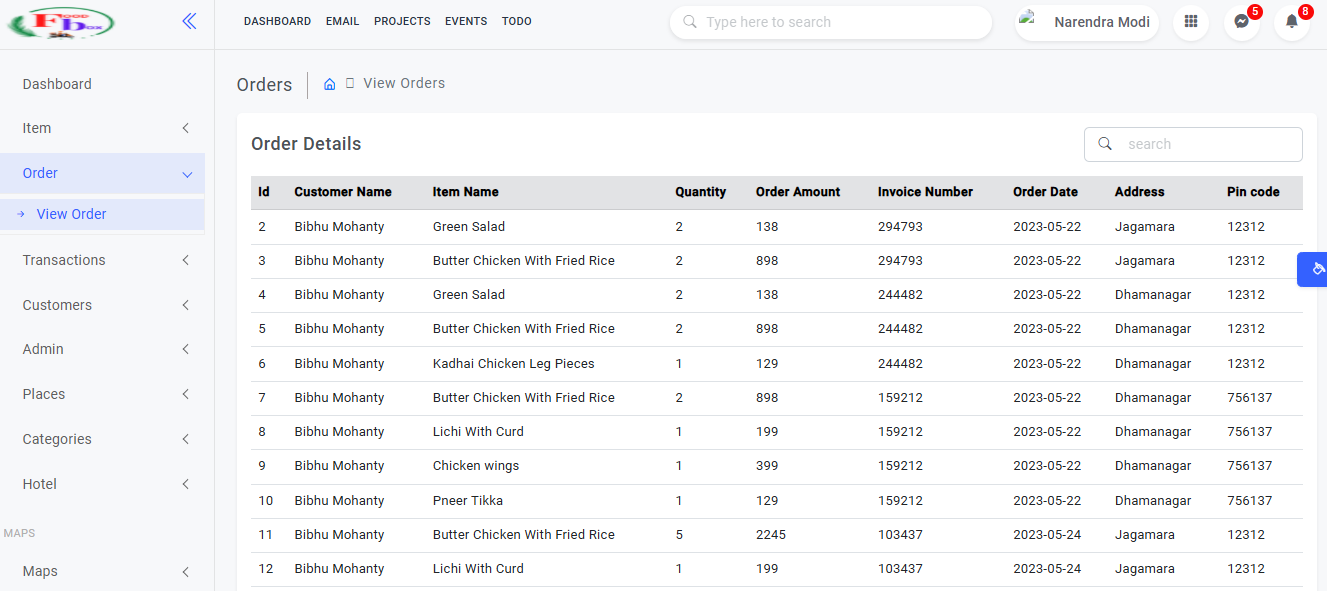 Food box
DASHBOARD EMAIL PROJECTS EVENTS TODO
Type here to search
Narendra Modi
5
8
Dashboard
Item
Order
View Order
Transactions
Customers
Admin
Places
Categories
Hotel
MAPS
Maps
Orders View Orders
Order Details
search
Id Customer Name Item Name Quantity Order Amount Invoice Number Order Date Address Pin code
2 Bibhu Mohanty Green Salad 2 138 294793 2023-05-22 Jagamara 12312
3 Bibhu Mohanty Butter Chicken With Fried Rice 2 898 294793 2023-05-22 Jagamara 12312
4 Bibhu Mohanty Green Salad 2 138 244482 2023-05-22 Dhamanagar 12312
5 Bibhu Mohanty Butter Chicken With Fried Rice 2 898 244482 2023-05-22 Dhamanagar 12312
6 Bibhu Mohanty Kadhai Chicken Leg Pieces 1 129 244482 2023-05-22 Dhamanagar 12312
7 Bibhu Mohanty Butter Chicken With Fried Rice 2 898 159212 2023-05-22 Dhamanagar 756137
8 Bibhu Mohanty Lichi With Curd 1 199 159212 2023-05-22 Dhamanagar 756137
9 Bibhu Mohanty Chicken wings 1 399 159212 2023-05-22 Dhamanagar 756137
10 Bibhu Mohanty Pneer Tikka 1 129 159212 2023-05-22 Dhamanagar 756137
11 Bibhu Mohanty Butter Chicken With Fried Rice 5 2245 103437 2023-05-24 Jagamara 12312
12 Bibhu Mohanty Lichi With Curd 1 199 103437 2023-05-24 Jagamara 12312